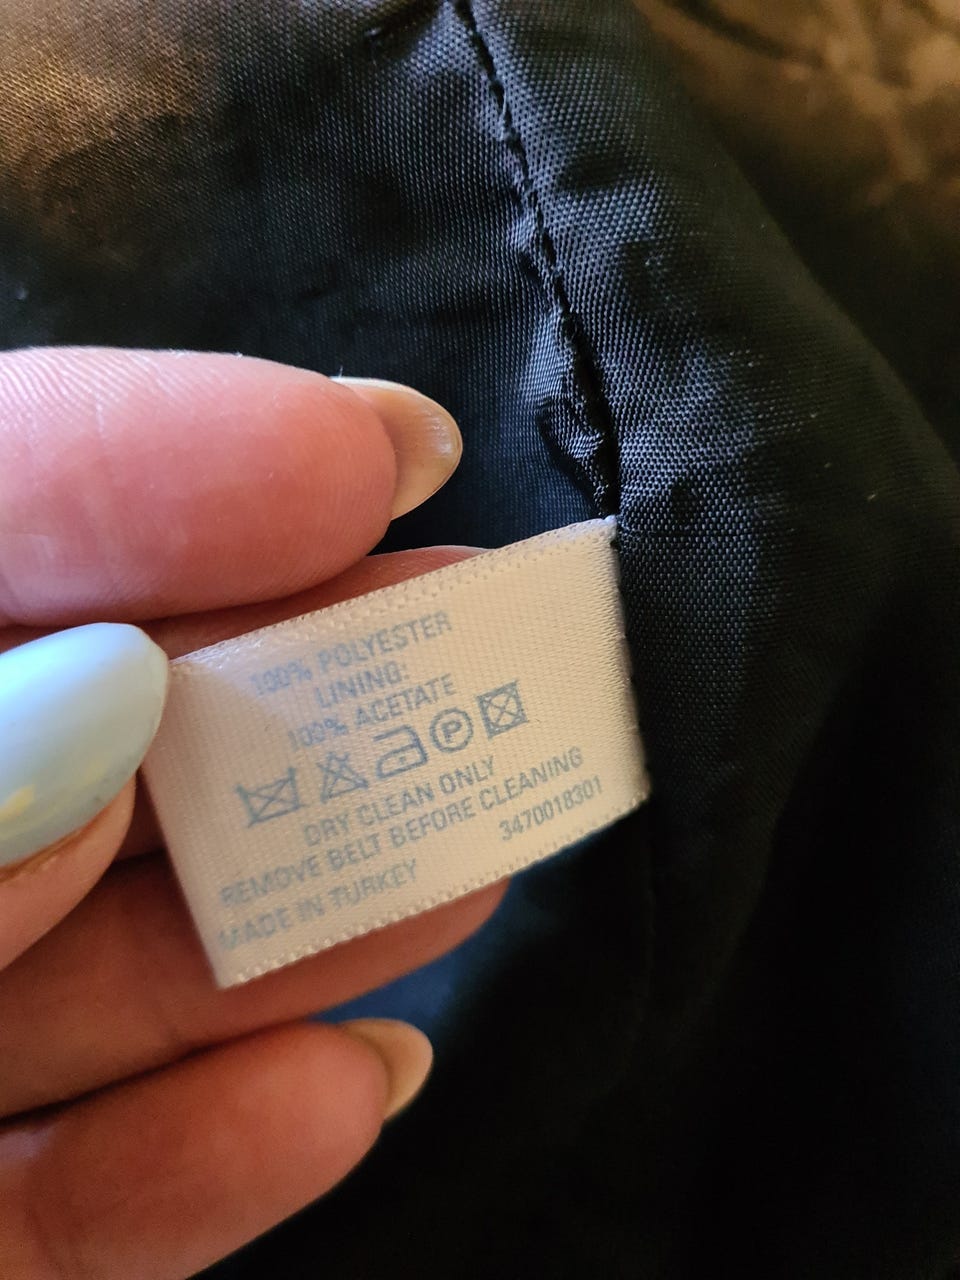 100% POLYESTER
LINING:
100% ACETATE
P
DRY CLEAN ONLY
REMOVE BELT BEFORE CLEANING
MADE IN TURKEY 3470018301